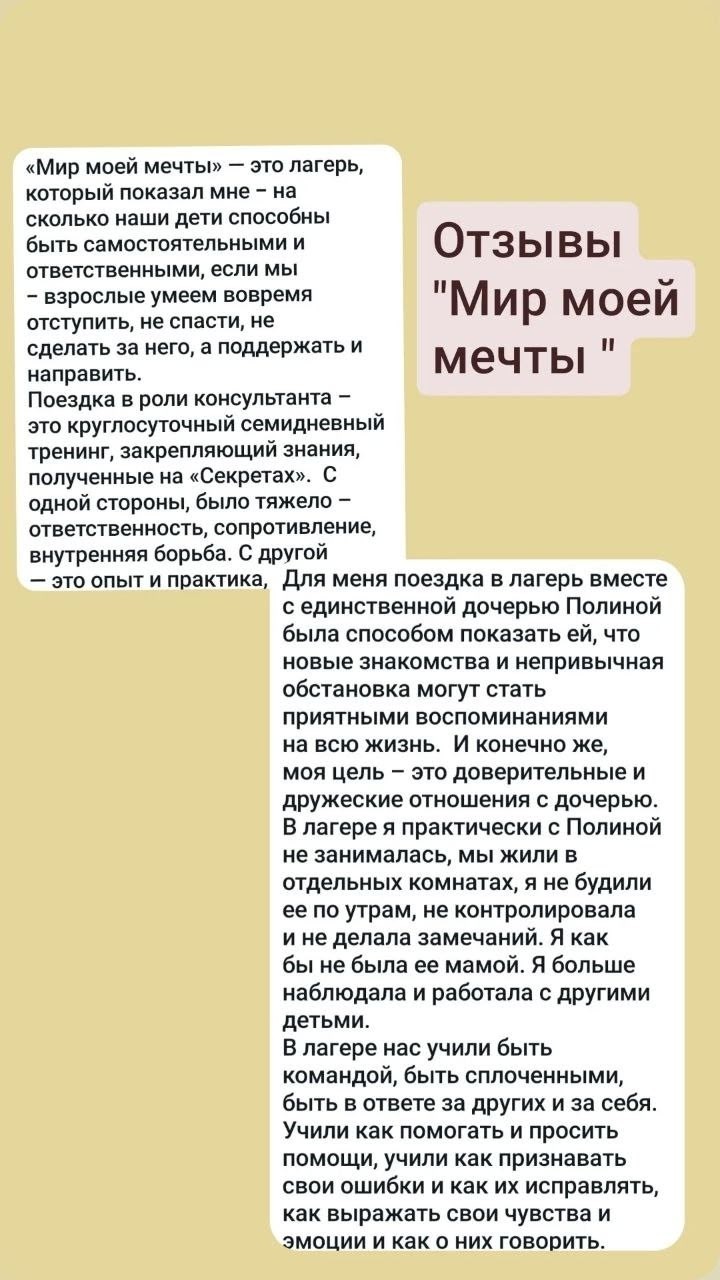 «Мир моей мечты» — это лагерь,
который показал мне – на
сколько наши дети способны
быть самостоятельными и
ответственными, если мы
– взрослые умеем вовремя
отступить, не спасти, не
сделать за него, а поддержать и
направить.
Поездка в роли консультанта –
это круглосуточный семидневный
тренинг, закрепляющий знания,
полученные на «Секретах».  С
одной стороны, было тяжело –
ответственность, сопротивление,
внутренняя борьба. С другой
— это опыт и практика,
Отзывы
"Мир моей
мечты "
Для меня поездка в лагерь вместе
с единственной дочерью Полиной
была способом показать ей, что
новые знакомства и непривычная
обстановка могут стать
приятными воспоминаниями
на всю жизнь.  И конечно же,
моя цель – это доверительные и
дружеские отношения с дочерью.
В лагере я практически с Полиной
не занималась, мы жили в
отдельных комнатах, я не будили
ее по утрам, не контролировала
и не делала замечаний. Я как
бы не была ее мамой. Я больше
наблюдала и работала с другими
детьми.
В лагере нас учили быть
командой, быть сплоченными,
быть в ответе за других и за себя.
Учили как помогать и просить
помощи, учили как признавать
свои ошибки и как их исправлять,
как выражать свои чувства и
эмоции и как о них говорить.